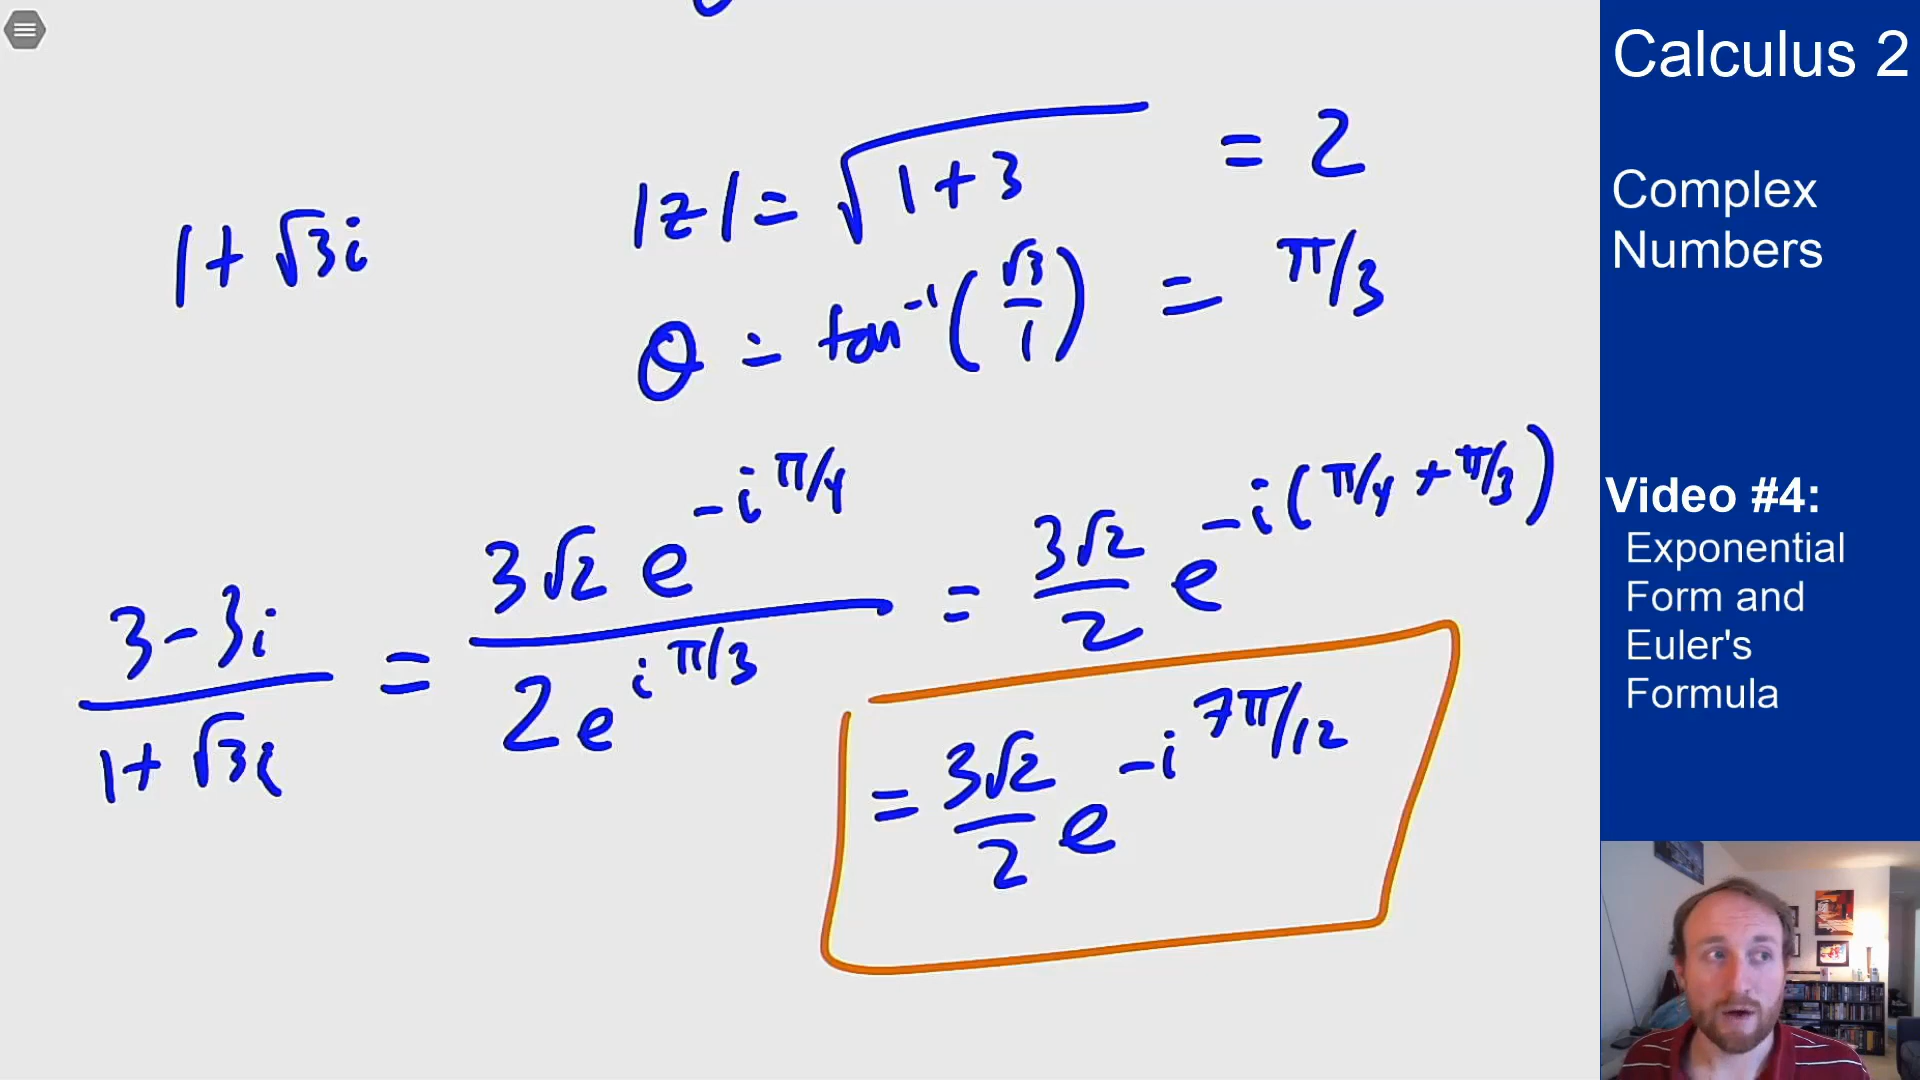 1 + √3i
|z| = √(1 + 3) = 2
θ = tan⁻¹(√3/1) = π/3
(3 - 3i)/(1 + √3i) = (3√2 e^(-iπ/4))/(2e^(iπ/3)) = (3√2/2) e^(-i(π/4 + π/3))
= (3√2/2) e^(-i7π/12)
Calculus 2
Complex
Numbers
Video #4:
Exponential
Form and
Euler's
Formula